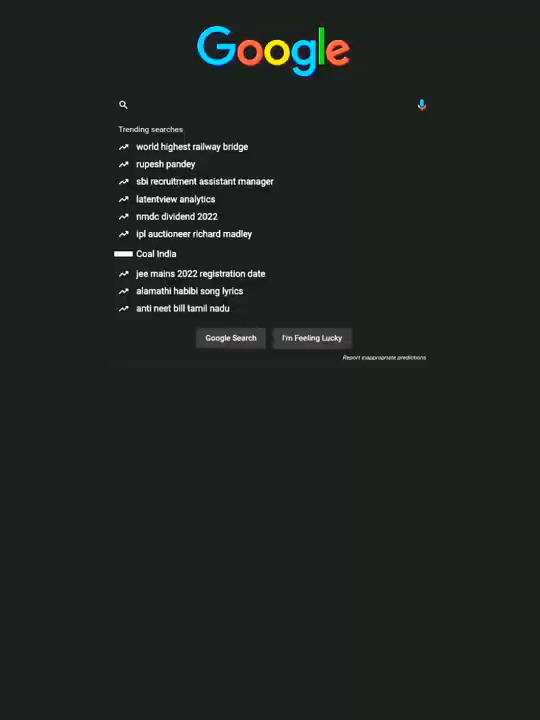 Google
Trending searches
world highest railway bridge
rupesh pandey
sbi recruitment assistant manager
latentview analytics
nmdc dividend 2022
ipl auctioneer richard madley
Coal India
jee mains 2022 registration date
alamathi habibi song lyrics
anti neet bill tamil nadu
Google Search I'm Feeling Lucky
Report inappropriate predictions